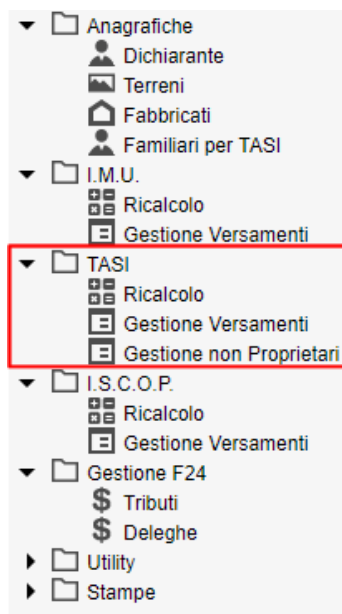 Anagrafiche
Dichiarante
Terreni
Fabbricati
Familiari per TASI
I.M.U.
Ricalcolo
Gestione Versamenti
TASI
Ricalcolo
Gestione Versamenti
Gestione non Proprietari
I.S.C.O.P.
Ricalcolo
Gestione Versamenti
Gestione F24
Tributi
Deleghe
Utility
Stampe